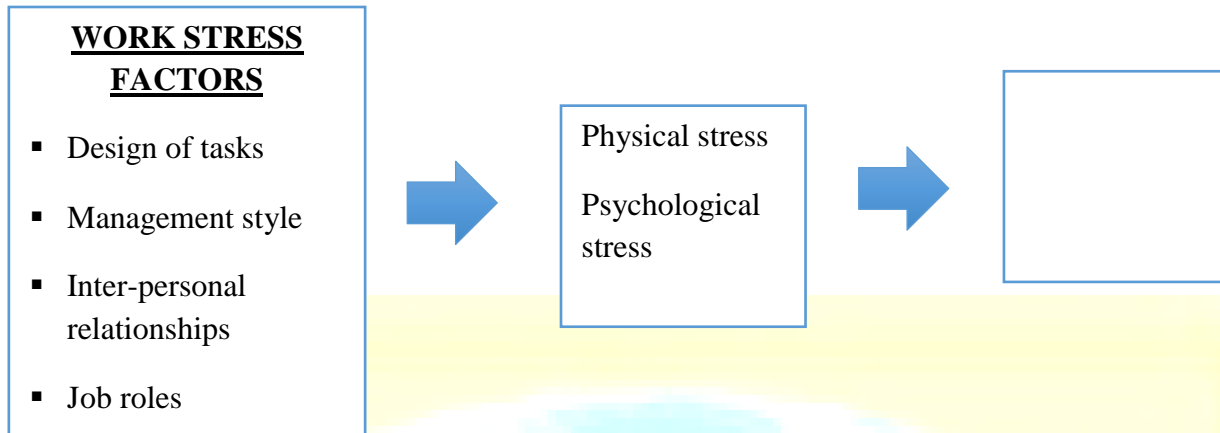 WORK STRESS
FACTORS
▪ Design of tasks
▪ Management style
▪ Inter-personal
relationships
▪ Job roles
Physical stress
Psychological
stress